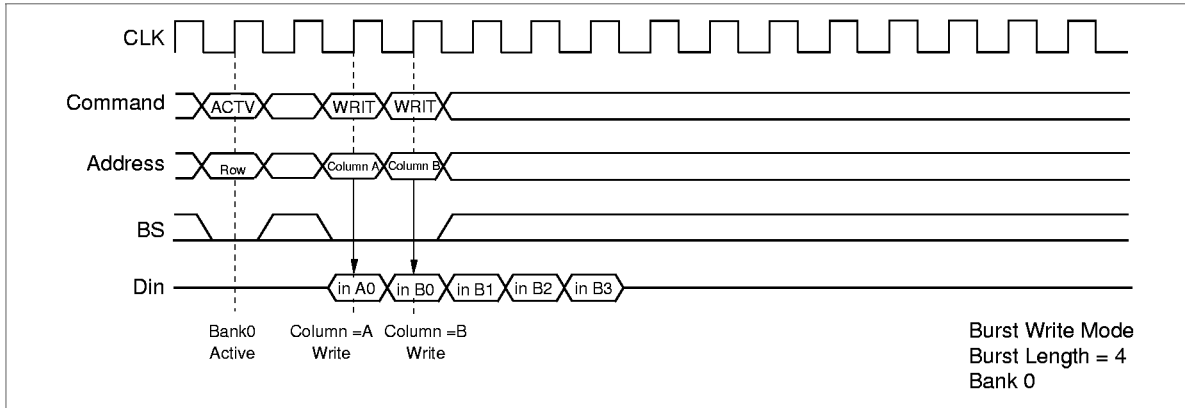 CLK
Command
ACTV
WRIT
WRIT
Address
Row
Column A
Column B
BS
Din
in A0
in B0
in B1
in B2
in B3
Bank0
Active
Column =A
Write
Column =B
Write
Burst Write Mode
Burst Length = 4
Bank 0